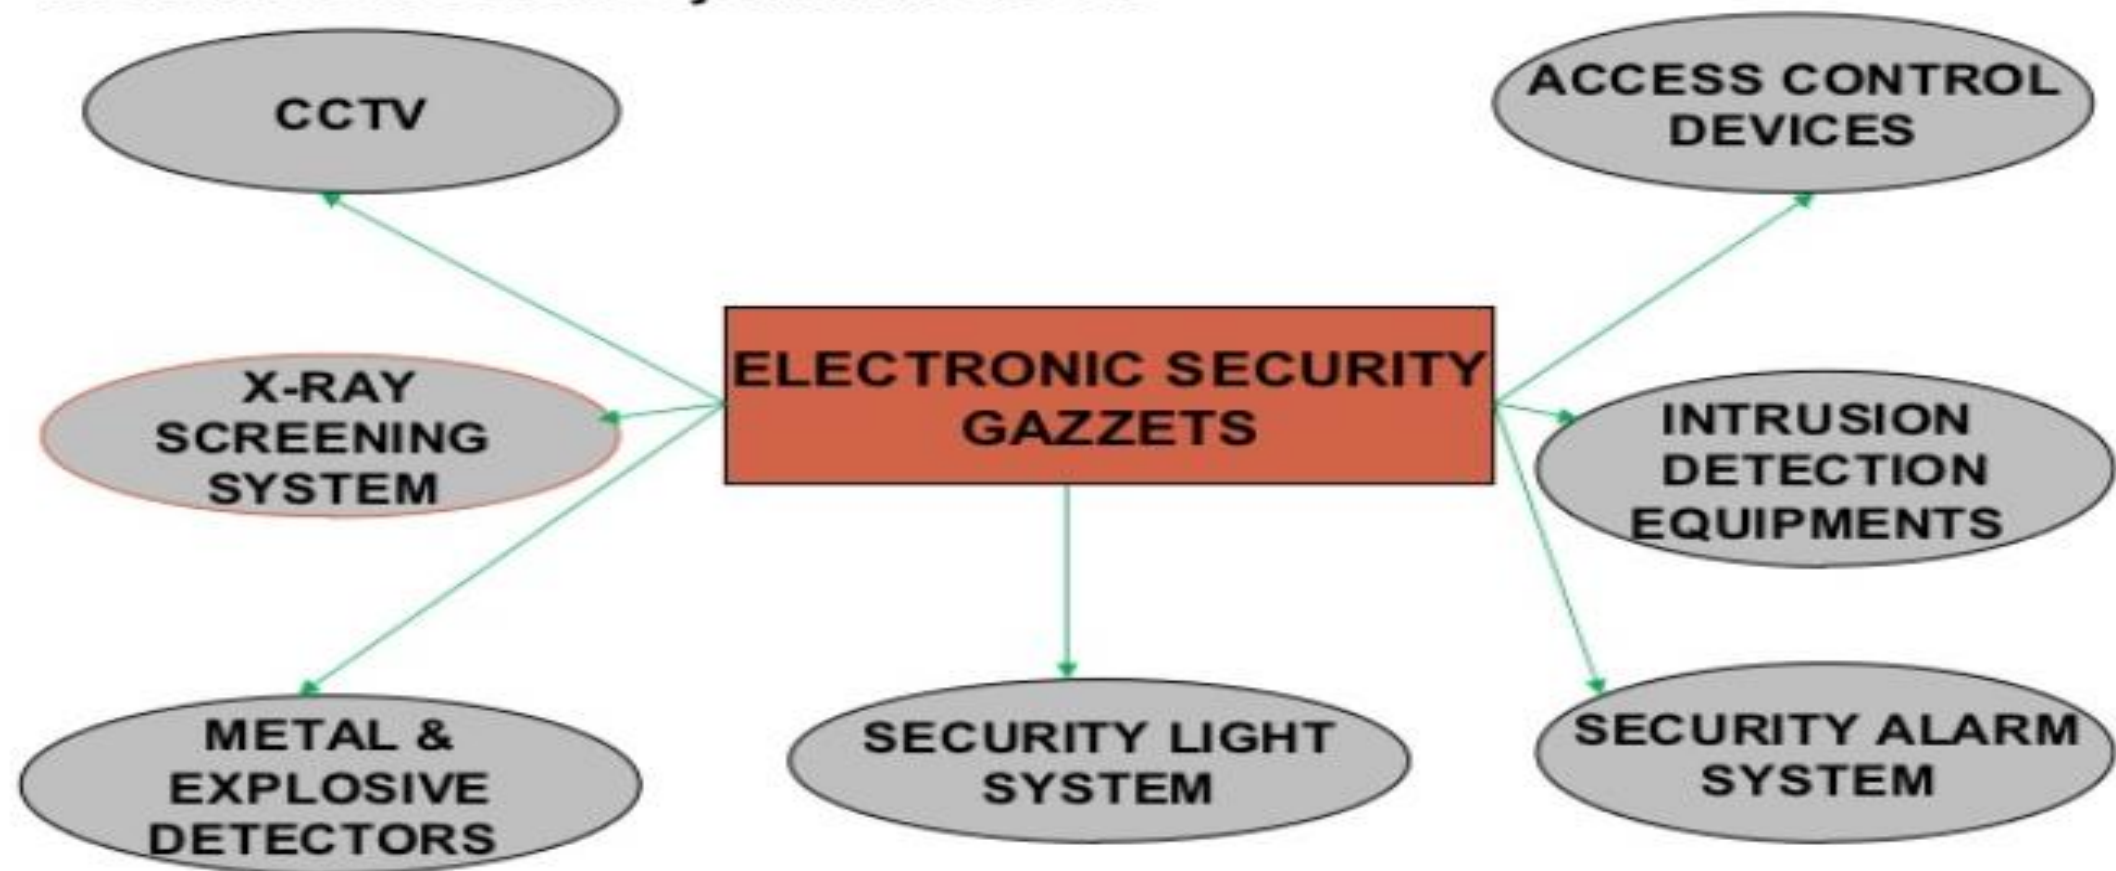 CCTV
ACCESS CONTROL
DEVICES
ELECTRONIC SECURITY
GAZZETS
X-RAY
SCREENING
SYSTEM
INTRUSION
DETECTION
EQUIPMENTS
METAL &
EXPLOSIVE
DETECTORS
SECURITY LIGHT
SYSTEM
SECURITY ALARM
SYSTEM